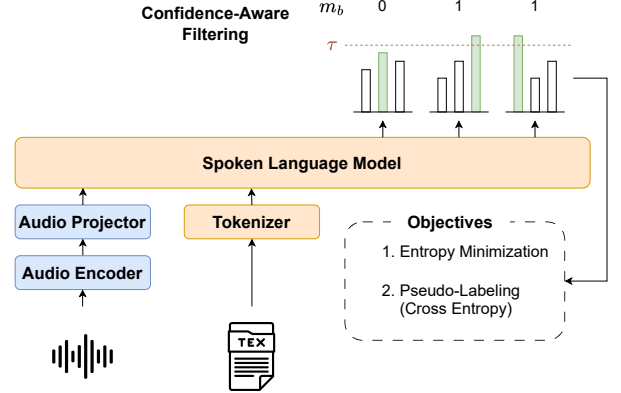 Confidence-Aware
Filtering
m_b 0 1 1
τ
Spoken Language Model
Audio Projector
Tokenizer
Audio Encoder
Objectives
1. Entropy Minimization
2. Pseudo-Labeling
(Cross Entropy)
TEX